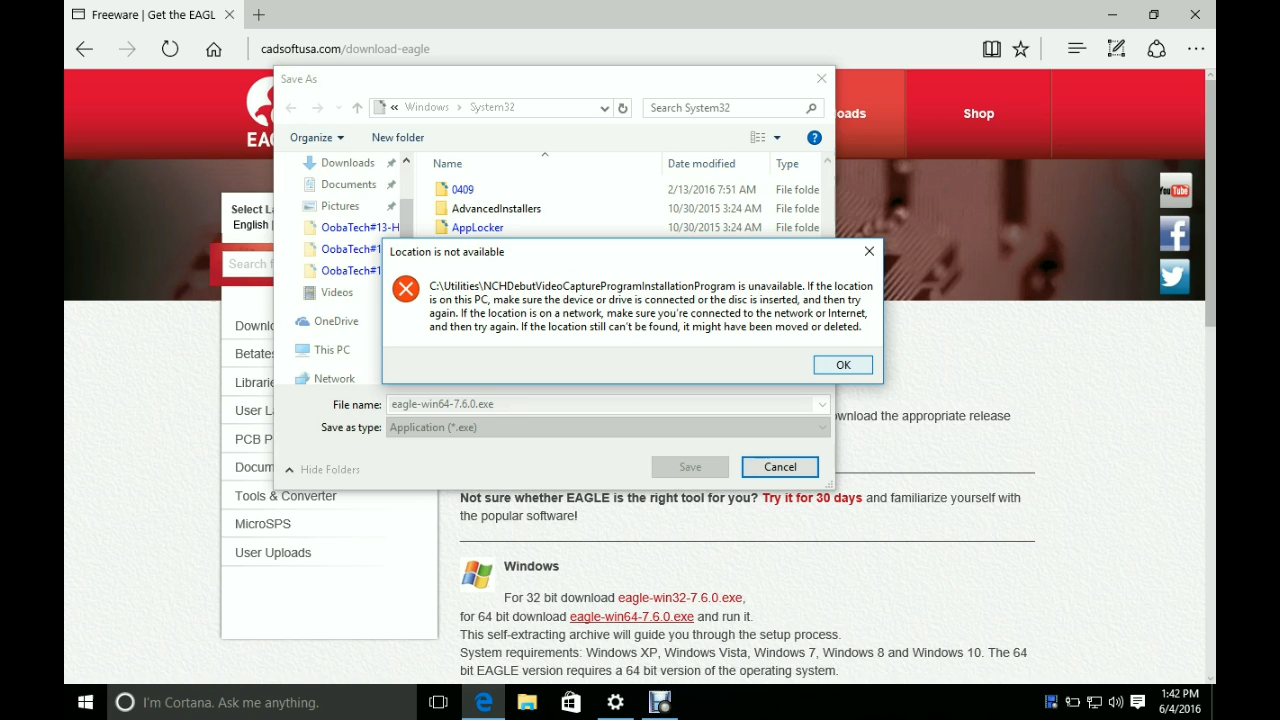 Freeware | Get the EAGL
cadsoftusa.com/download-eagle
Save As
« Windows > System32
Search System32
Organize
New folder
Downloads
Documents
Pictures
OobaTech#13-H
OobaTech#1
OobaTech#1
Videos
OneDrive
This PC
Network
Name
Date modified
Type
0409
2/13/2016 7:51 AM
File folde
AdvancedInstallers
10/30/2015 3:24 AM
File folde
AppLocker
10/30/2015 3:24 AM
File folde
Location is not available
C:\Utilities\NCHDebutVideoCaptureProgramInstallationProgram is unavailable. If the location
is on this PC, make sure the device or drive is connected or the disc is inserted, and then try
again. If the location is on a network, make sure you're connected to the network or Internet,
and then try again. If the location still can't be found, it might have been moved or deleted.
OK
File name: eagle-win64-7.6.0.exe
Save as type: Application (*.exe)
Hide Folders
Save
Cancel
EAG
oads
Shop
You Tube
Select La
English |
Search f
Downlo
Betates
Librarie
User La
PCB P
Docum
Tools & Converter
MicroSPS
User Uploads
wnload the appropriate release
Not sure whether EAGLE is the right tool for you? Try it for 30 days and familiarize yourself with
the popular software!
Windows
For 32 bit download eagle-win32-7.6.0.exe,
for 64 bit download eagle-win64-7.6.0.exe and run it.
This self-extracting archive will guide you through the setup process.
System requirements: Windows XP, Windows Vista, Windows 7, Windows 8 and Windows 10. The 64
bit EAGLE version requires a 64 bit version of the operating system.
I'm Cortana. Ask me anything.
1:42 PM
6/4/2016